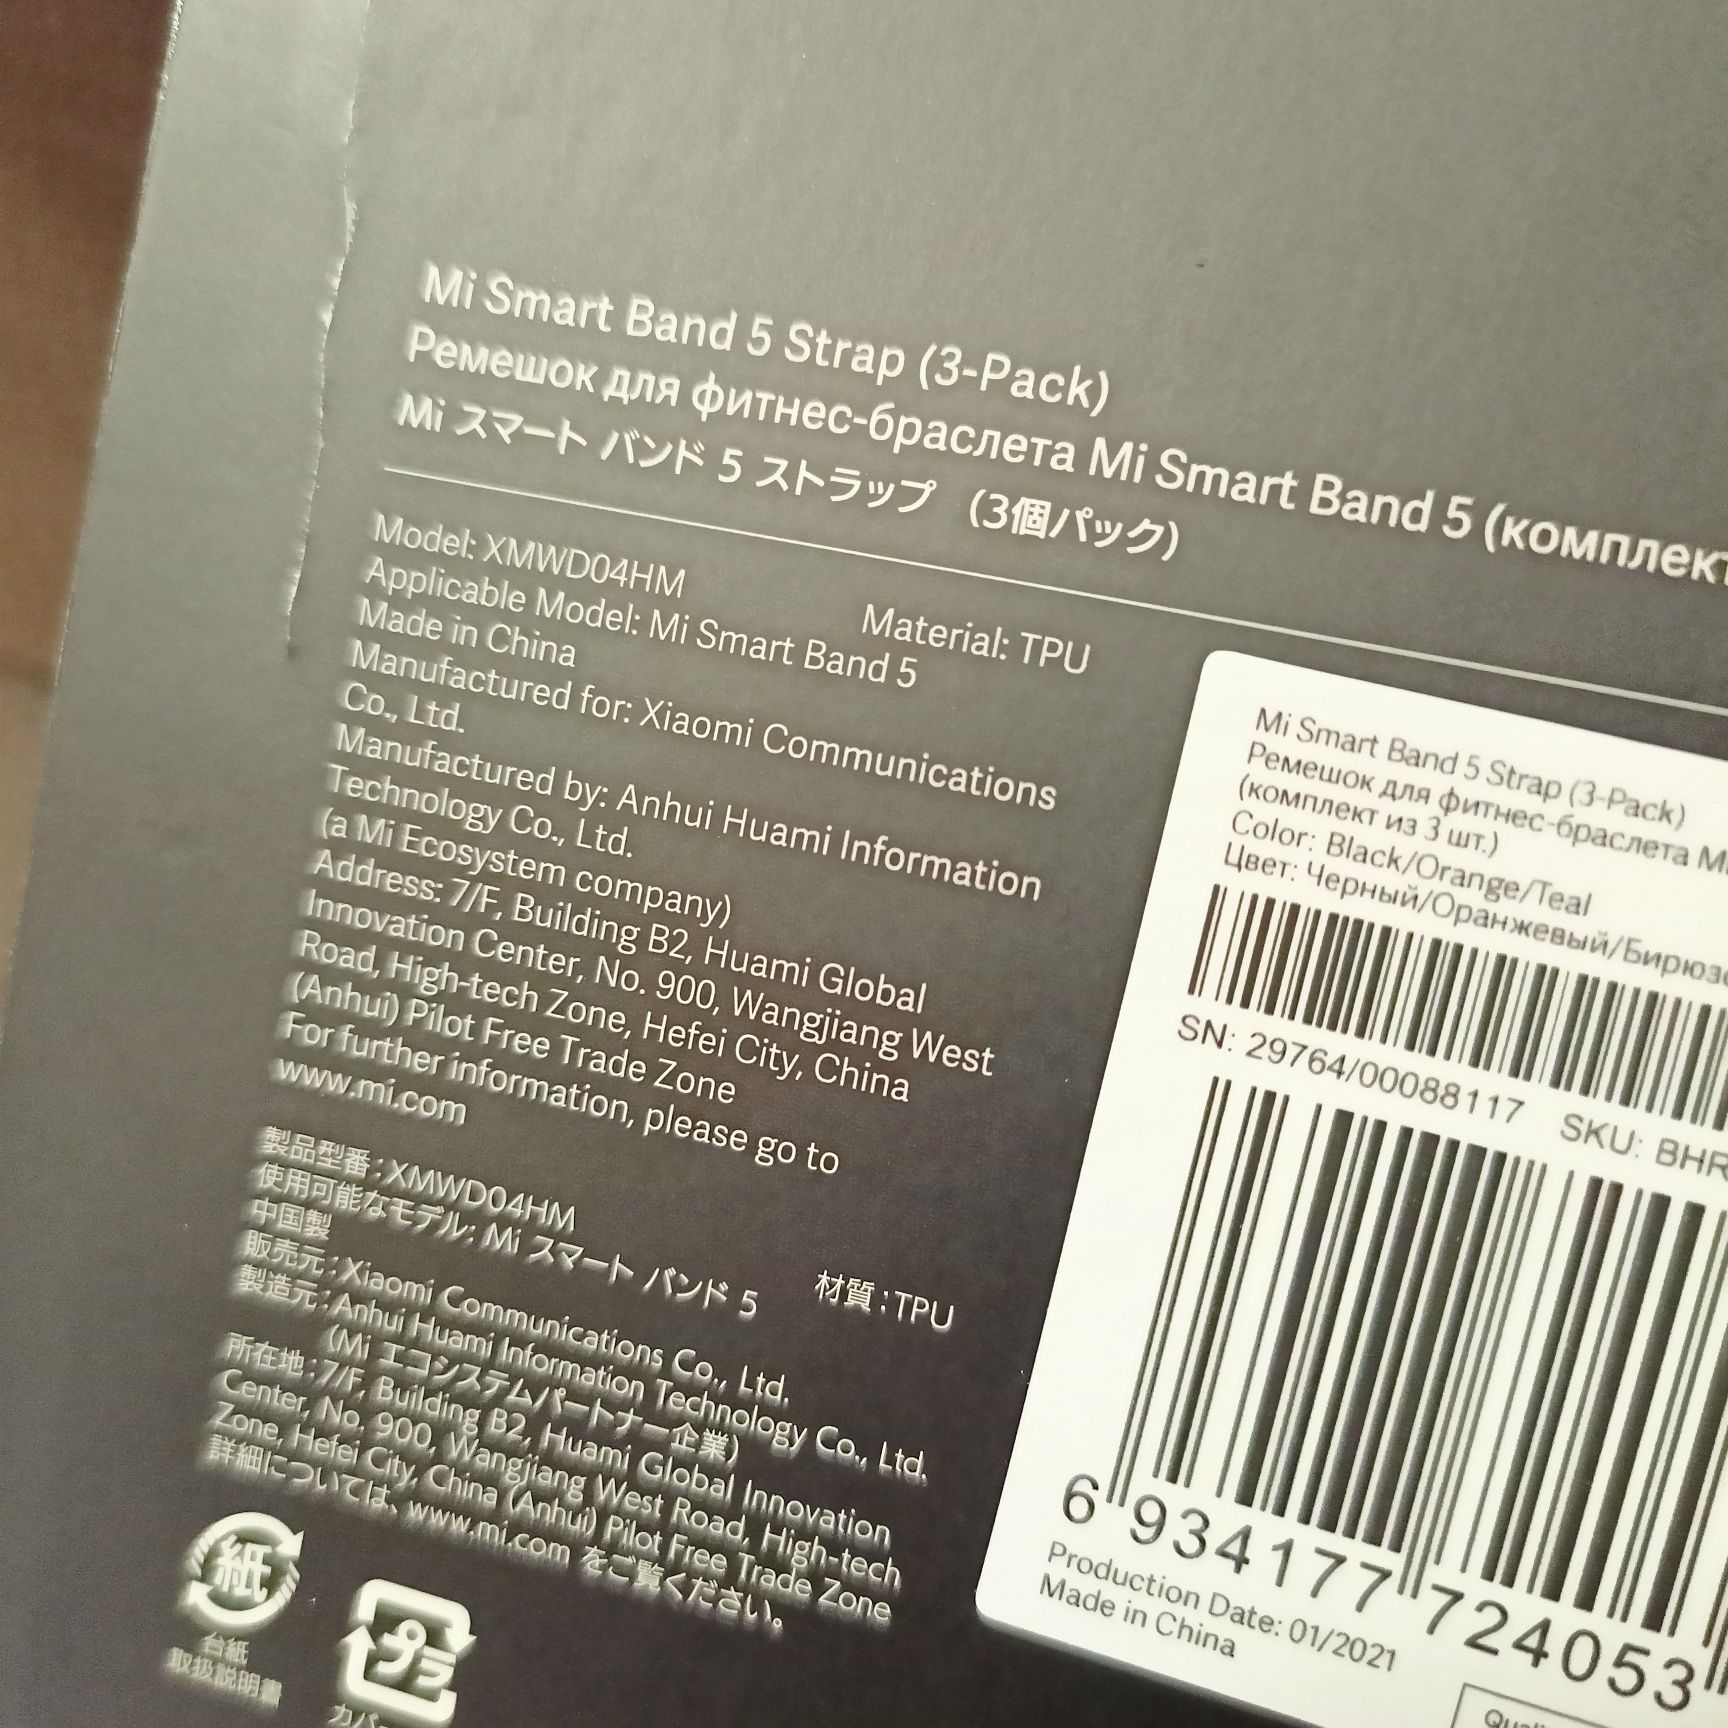 Mi Smart Band 5 Strap (3-Pack)
Ремешок для фитнес-браслета Mi Smart Band 5 (комплект
Mi スマート バンド 5 ストラップ (3個パック)
Model: XMWD04HM
Material: TPU
Applicable Model: Mi Smart Band 5
Made in China
Manufactured for: Xiaomi Communications
Co., Ltd.
Manufactured by: Anhui Huami Information
Technology Co., Ltd.
(a Mi Ecosystem company)
Address: 7/F, Building B2, Huami Global
Innovation Center, No. 900, Wangjiang West
Road, High-tech Zone, Hefei City, China
(Anhui) Pilot Free Trade Zone
For further information, please go to
www.mi.com
製品型番:XMWD04HM
材質:TPU
使用可能なモデル: Mi スマート バンド 5
中国製
販売元:Xiaomi Communications Co., Ltd.
製造元:Anhui Huami Information Technology Co., Ltd.
(Mi エコシステムパートナー企業)
所在地:7/F, Building B2, Huami Global Innovation
Center, No. 900, Wangjiang West Road, High-tech
Zone, Hefei City, China (Anhui) Pilot Free Trade Zone
詳細については、www.mi.com をご覧ください。
紙
台紙
取扱説明書
プラ
カバー
Mi Smart Band 5 Strap (3-Pack)
Ремешок для фитнес-браслета M
(комплект из 3 шт.)
Color: Black/Orange/Teal
Цвет: Черный/Оранжевый/Бирюзо
SN: 29764/00088117 SKU: BHR
6 934177 724053
Production Date: 01/2021
Made in China